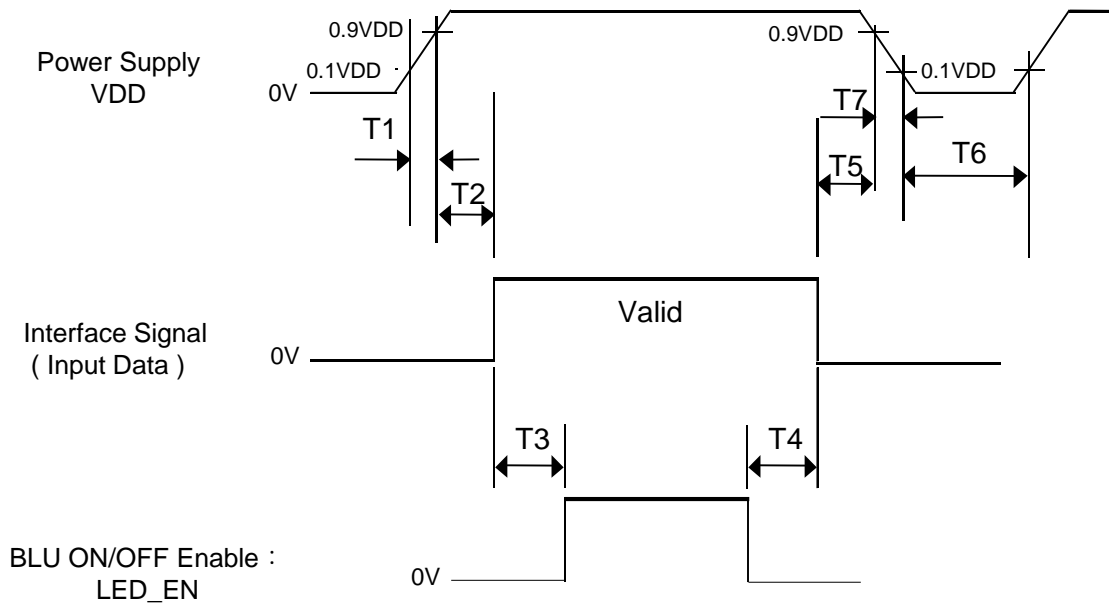 0.9VDD
0.9VDD
Power Supply
VDD
0.1VDD
0.1VDD
0V
T1
T7
T2
T5
T6
Valid
Interface Signal
( Input Data )
0V
T3
T4
BLU ON/OFF Enable：
LED_EN
0V